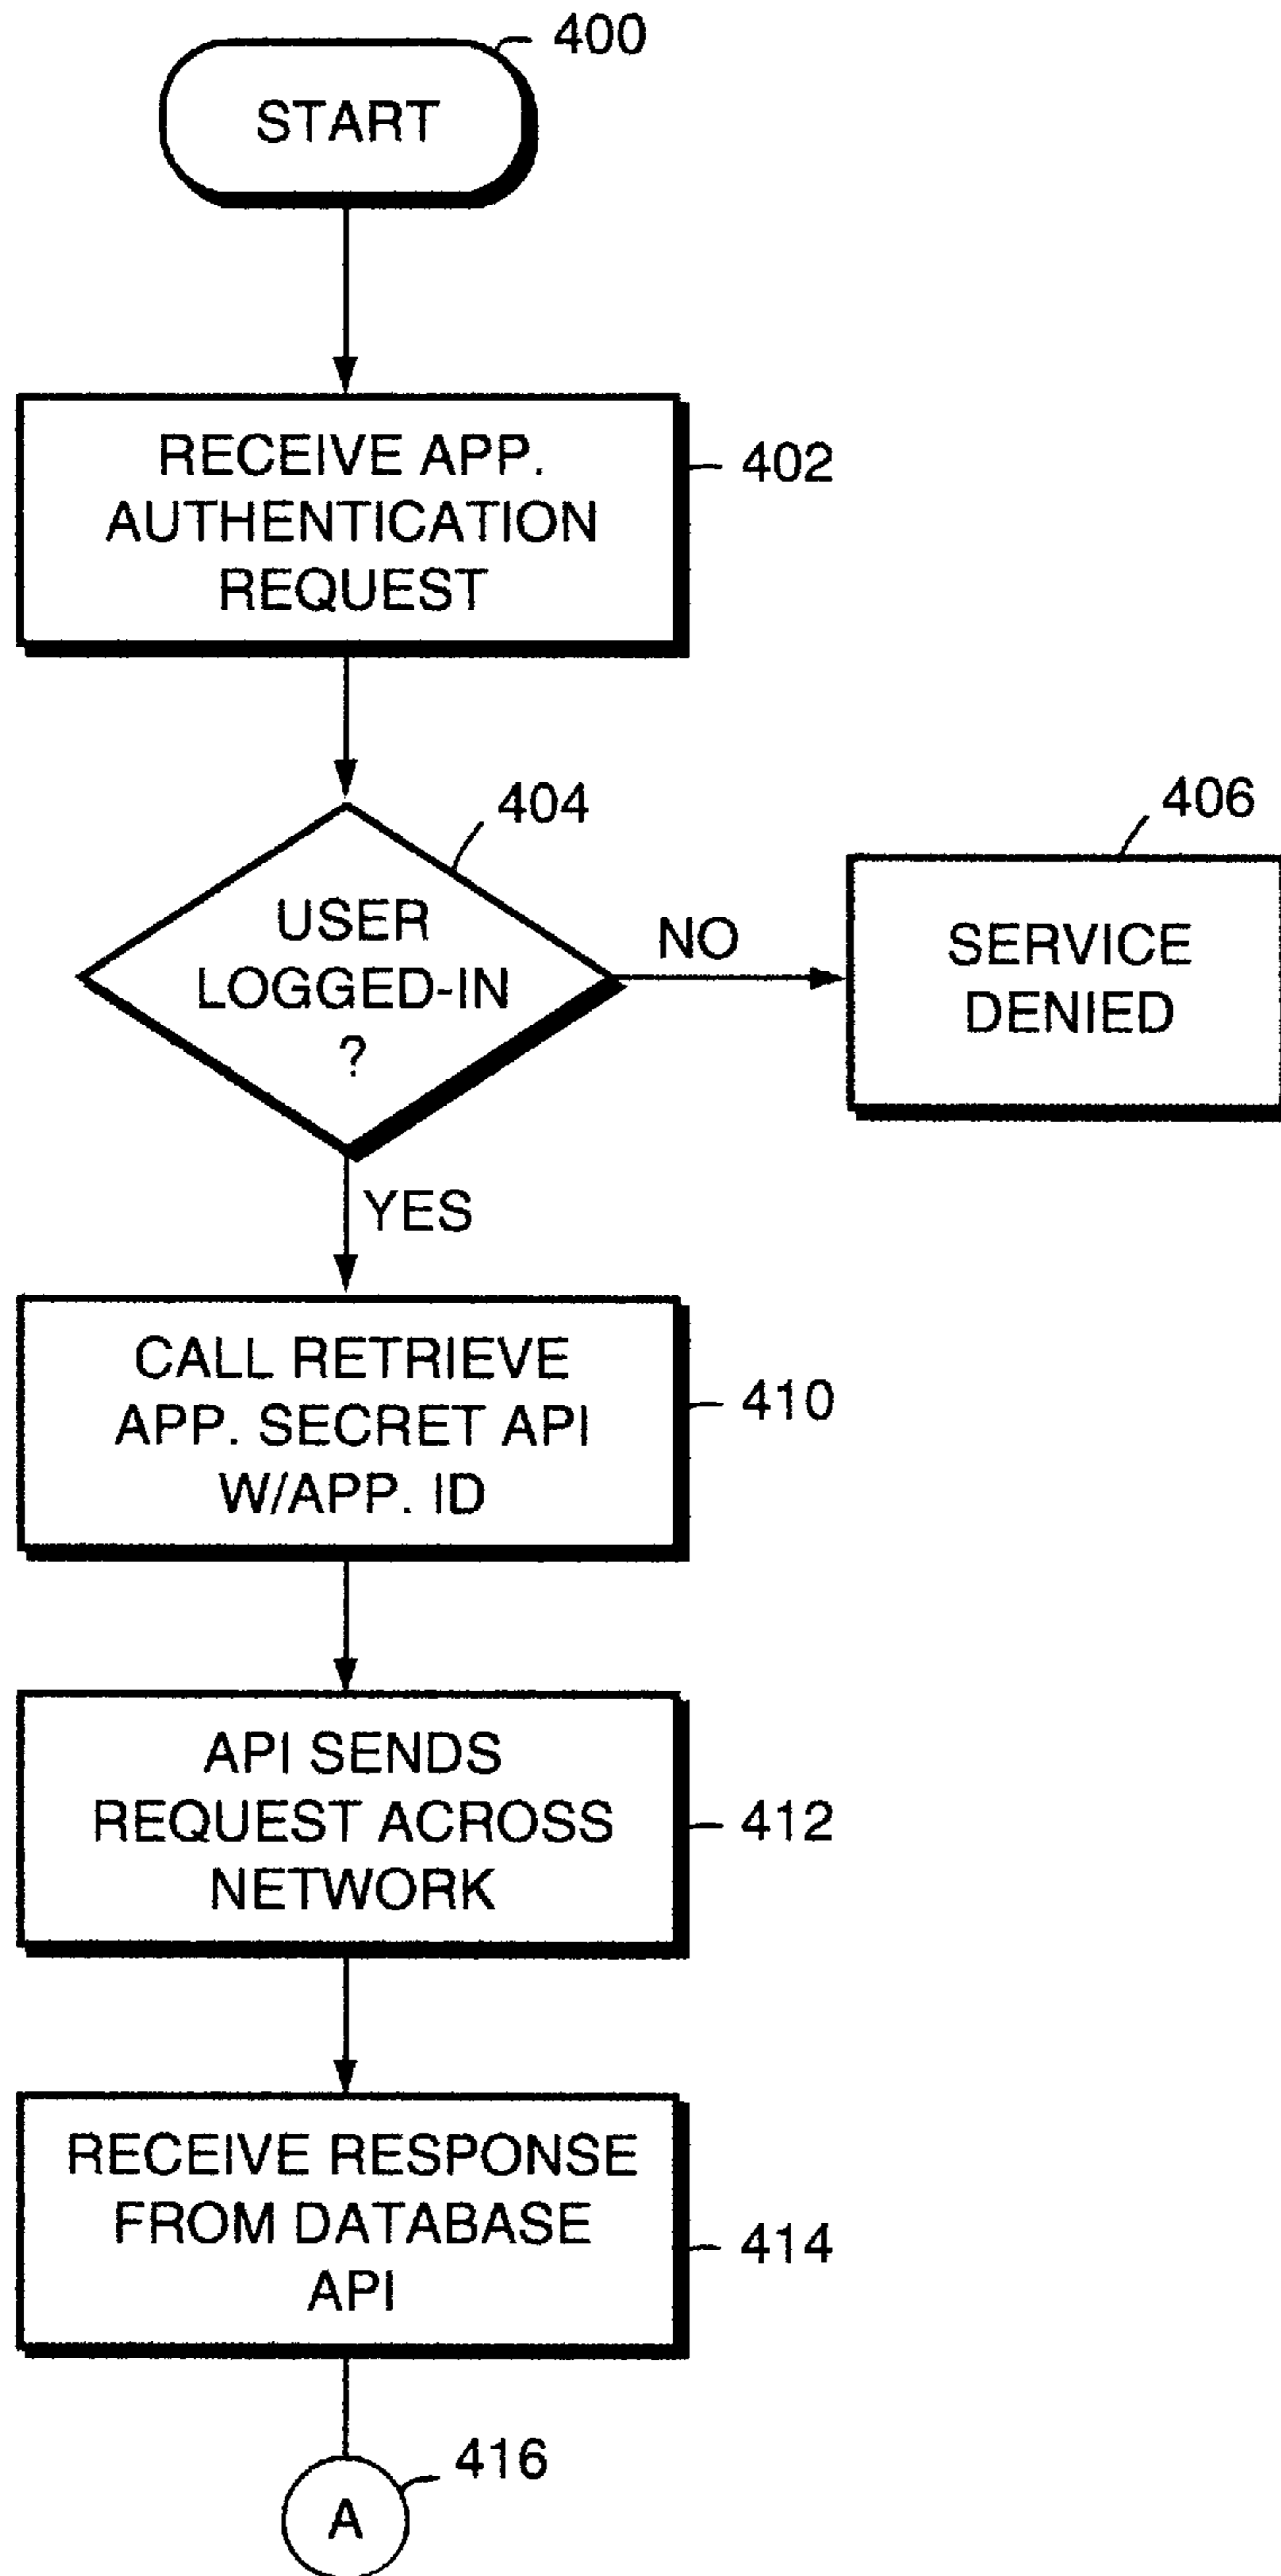 400
START
RECEIVE APP.
AUTHENTICATION
REQUEST
402
404
USER
LOGGED-IN
?
NO
406
SERVICE
DENIED
YES
CALL RETRIEVE
APP. SECRET API
W/APP. ID
410
API SENDS
REQUEST ACROSS
NETWORK
412
RECEIVE RESPONSE
FROM DATABASE
API
414
416
A